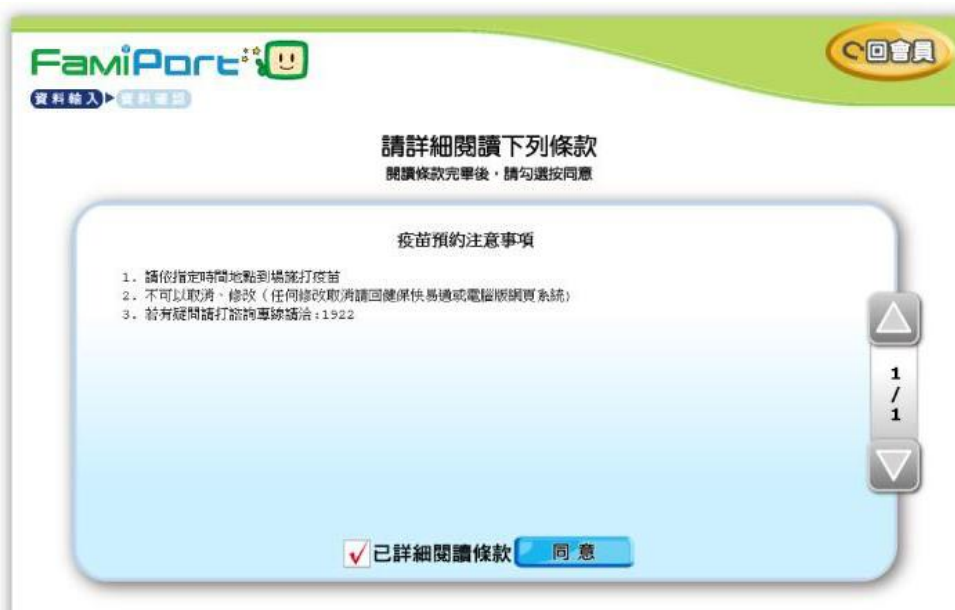 FamiPort
回會員
資料輸入
資料確認
請詳細閱讀下列條款
閱讀條款完畢後，請勾選按同意
疫苗預約注意事項
1. 請依指定時間地點到場施打疫苗
2. 不可以取消、修改（任何修改取消請回健保快易通或電腦版網頁系統)
3. 若有疑問請打諮詢專線請洽:1922
1
/
1
已詳細閱讀條款
同意